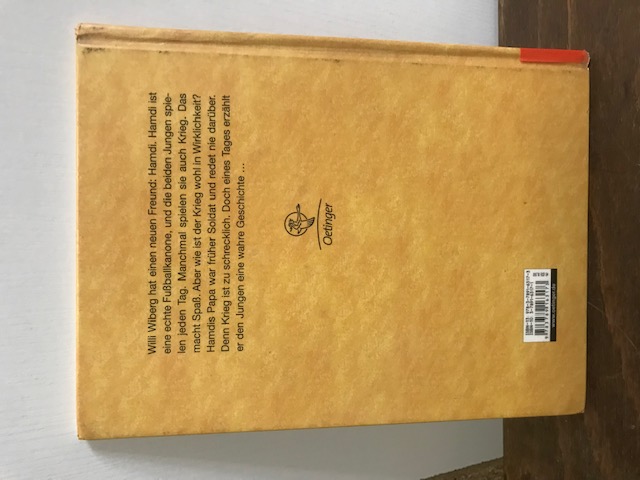 Willi Wiberg hat einen neuen Freund: Hamdi. Hamdi ist
eine echte Fußballkanone, und die beiden Jungen spie-
len jeden Tag. Manchmal spielen sie auch Krieg. Das
macht Spaß. Aber wie ist der Krieg wohl in Wirklichkeit?
Hamdis Papa war früher Soldat und redet nie darüber.
Denn Krieg ist zu schrecklich. Doch eines Tages erzählt
er den Jungen eine wahre Geschichte ...
Oetinger